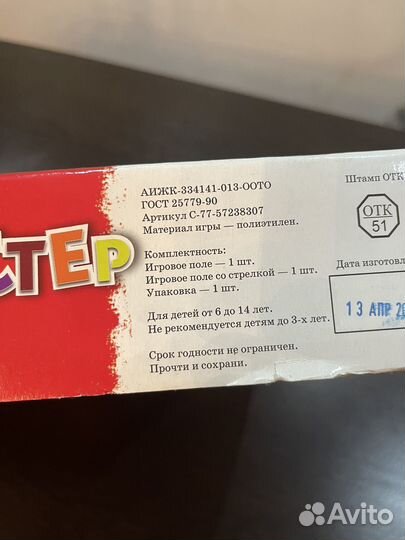 СТЕР
АИЖК-334141-013-ООТО
ГОСТ 25779-90
Артикул С-77-57238307
Материал игры — полиэтилен.
Комплектность:
Игровое поле — 1 шт.
Игровое поле со стрелкой — 1 шт.
Упаковка — 1 шт.
Для детей от 6 до 14 лет.
Не рекомендуется детям до 3-х лет.
Срок годности не ограничен.
Прочти и сохрани.
Штамп ОТК
ОТК
51
Дата изготовл
13 АПР 20
Avito